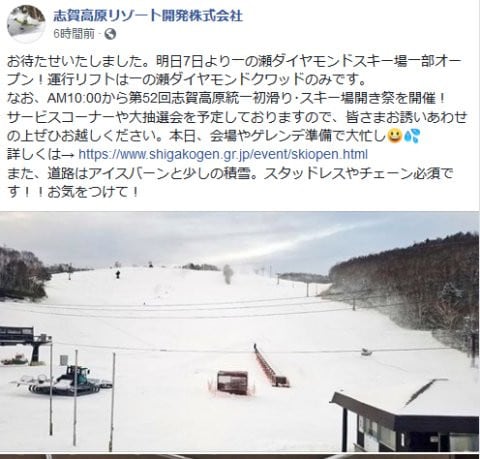 志賀高原リゾート開発株式会社
6時間前・
お待たせいたしました。明日7日より一の瀬ダイヤモンドスキー場一部オー
プン！運行リフトは一の瀬ダイヤモンドクワッドのみです。
なお、AM10:00から第52回志賀高原統一初滑り･スキー場開き祭を開催！
サービスコーナーや大抽選会を予定しておりますので、皆さまお誘いあわせ
の上ぜひお越しください。本日、会場やゲレンデ準備で大忙し😃💦
詳しくは→ https://www.shigakogen.gr.jp/event/skiopen.html
また、道路はアイスバーンと少しの積雪。スタッドレスやチェーン必須で
す！！お気をつけて！